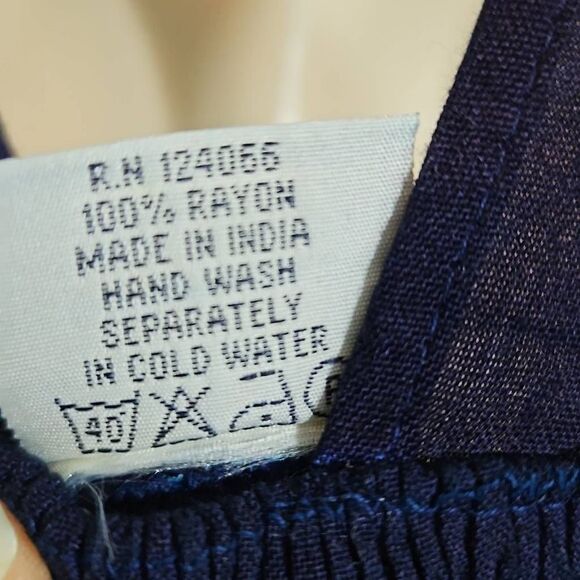 R.N 124066
100% RAYON
MADE IN INDIA
HAND WASH
SEPARATELY
IN COLD WATER
40